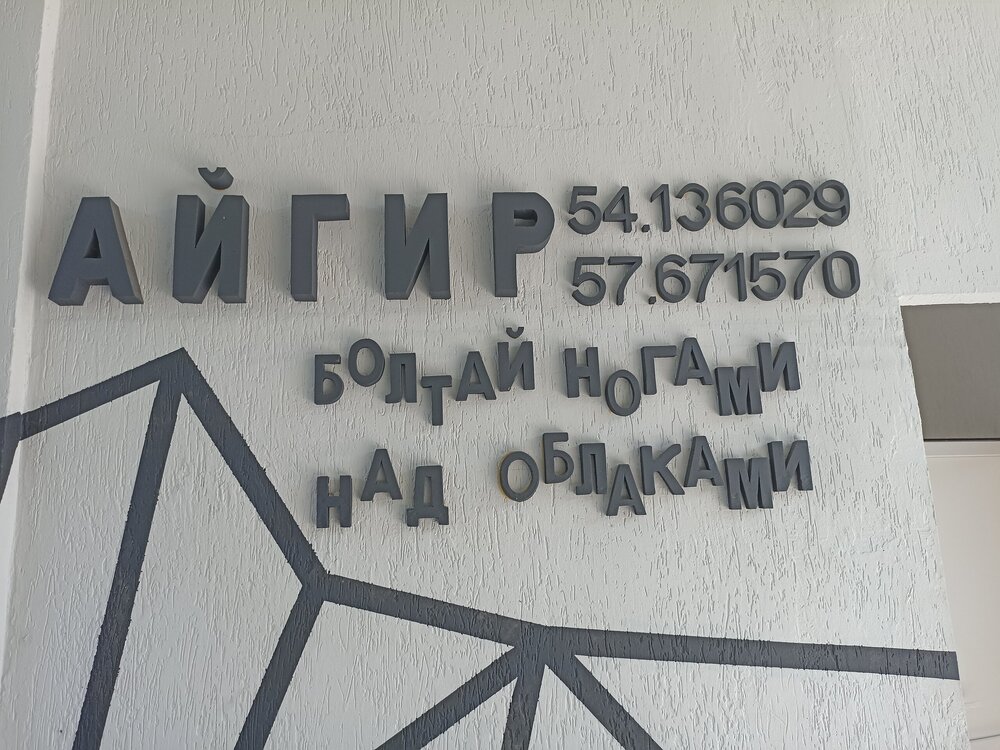 АЙГИР
54.136029
57.671570
БОЛТАЙ НОГАМИ
НАД ОБЛАКАМИ